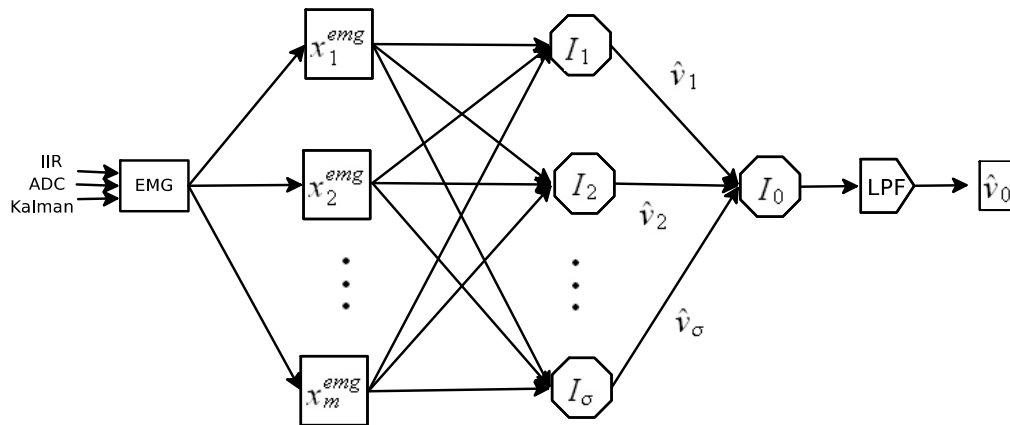 IIR
ADC
Kalman
EMG
x_1^{emg}
x_2^{emg}
x_m^{emg}
I_1
I_2
I_σ
v̂_1
v̂_2
v̂_σ
I_0
LPF
v̂_0